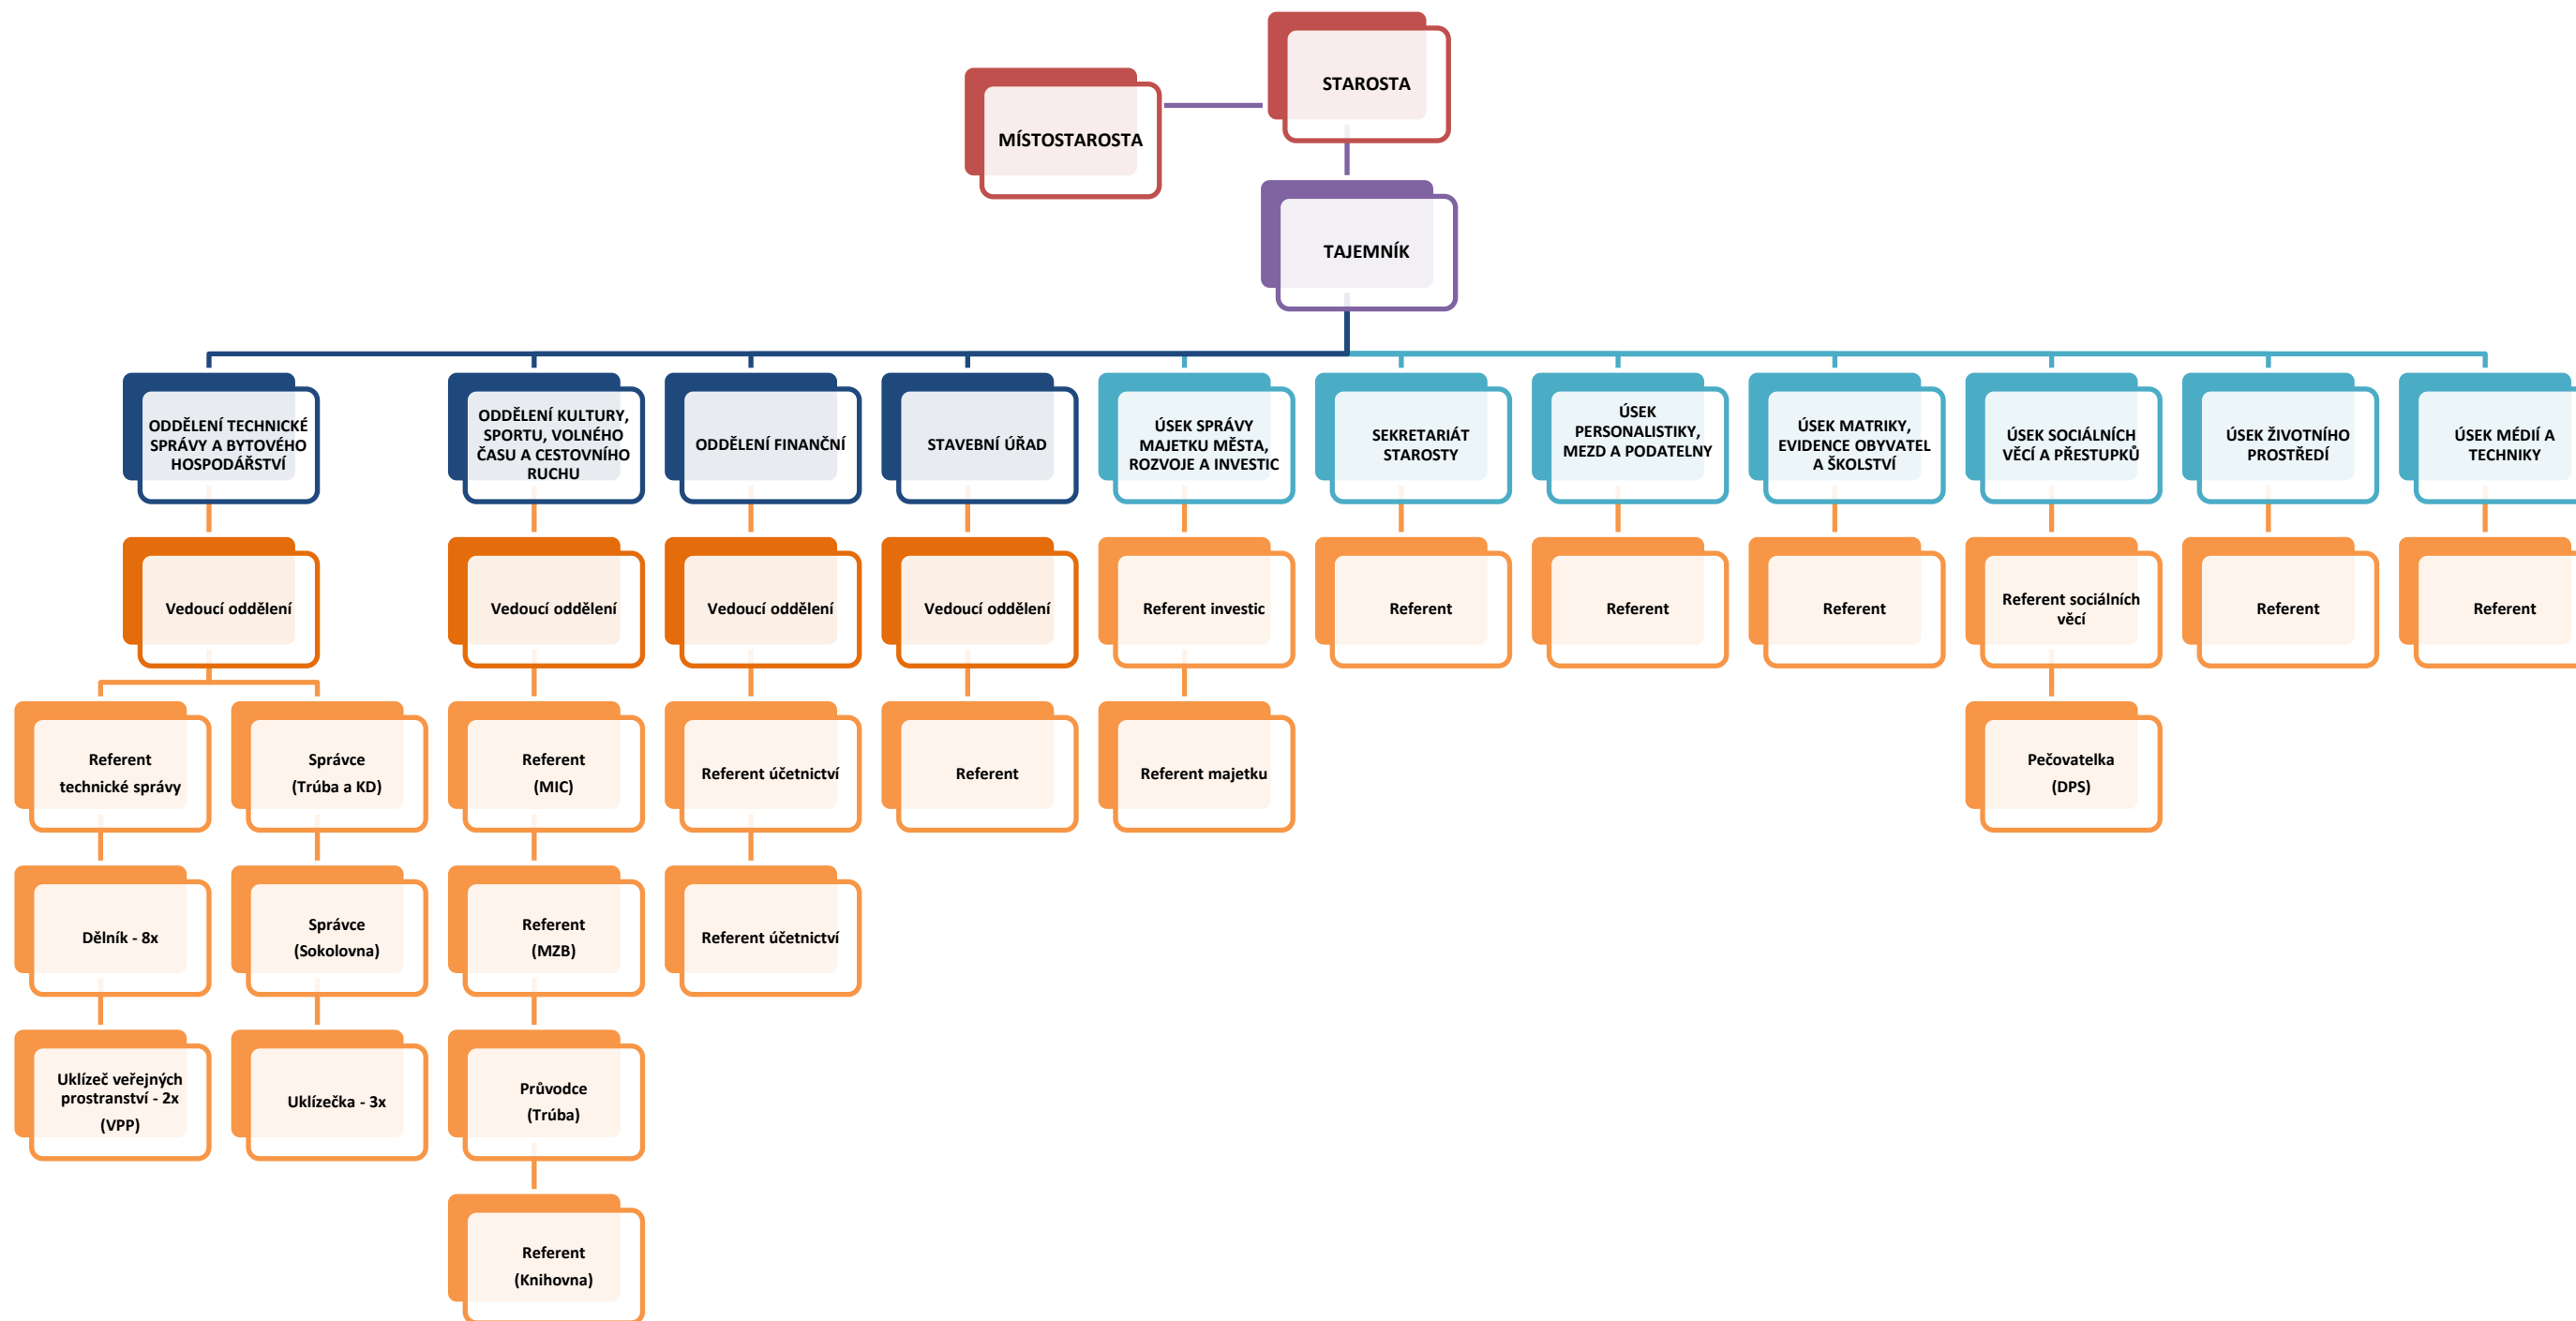 STAROSTA
MÍSTOSTAROSTA
TAJEMNÍK
ODDĚLENÍ TECHNICKÉ
SPRÁVY A BYTOVÉHO
HOSPODÁŘSTVÍ
ODDĚLENÍ KULTURY,
SPORTU, VOLNÉHO
ČASU A CESTOVNÍHO
RUCHU
ODDĚLENÍ FINANČNÍ
STAVEBNÍ ÚŘAD
ÚSEK SPRÁVY
MAJETKU MĚSTA,
ROZVOJE A INVESTIC
SEKRETARIÁT
STAROSTY
ÚSEK
PERSONALISTIKY,
MEZD A PODATELNY
ÚSEK MATRIKY,
EVIDENCE OBYVATEL
A ŠKOLSTVÍ
ÚSEK SOCIÁLNÍCH
VĚCÍ A PŘESTUPKŮ
ÚSEK ŽIVOTNÍHO
PROSTŘEDÍ
ÚSEK MÉDIÍ A
TECHNIKY
Vedoucí oddělení
Vedoucí oddělení
Vedoucí oddělení
Vedoucí oddělení
Referent investic
Referent
Referent
Referent
Referent sociálních
věcí
Referent
Referent
Referent
technické správy
Správce
(Trúba a KD)
Referent
(MIC)
Referent účetnictví
Referent
Referent majetku
Pečovatelka
(DPS)
Dělník - 8x
Správce
(Sokolovna)
Referent
(MZB)
Referent účetnictví
Uklízeč veřejných
prostranství - 2x
(VPP)
Uklízečka - 3x
Průvodce
(Trúba)
Referent
(Knihovna)